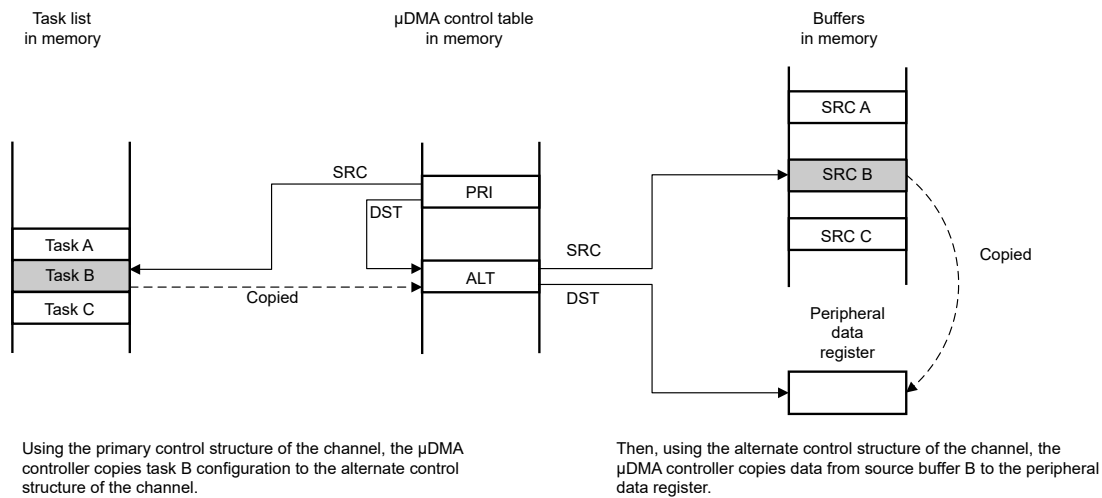 Task list
in memory
µDMA control table
in memory
Buffers
in memory
SRC A
SRC
PRI
SRC B
DST
SRC C
Task A
SRC
Copied
Task B
ALT
Copied
DST
Task C
Peripheral
data
register
Using the primary control structure of the channel, the µDMA
controller copies task B configuration to the alternate control
structure of the channel.
Then, using the alternate control structure of the channel, the
µDMA controller copies data from source buffer B to the peripheral
data register.